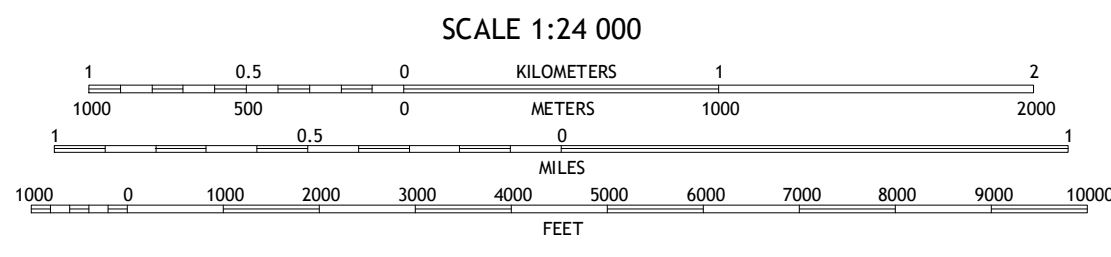 SCALE 1:24 000
1 0.5 0 KILOMETERS 1 2
1000 500 0 METERS 1000 2000
1 0.5 0 1
MILES
1000 0 1000 2000 3000 4000 5000 6000 7000 8000 9000 10000
FEET